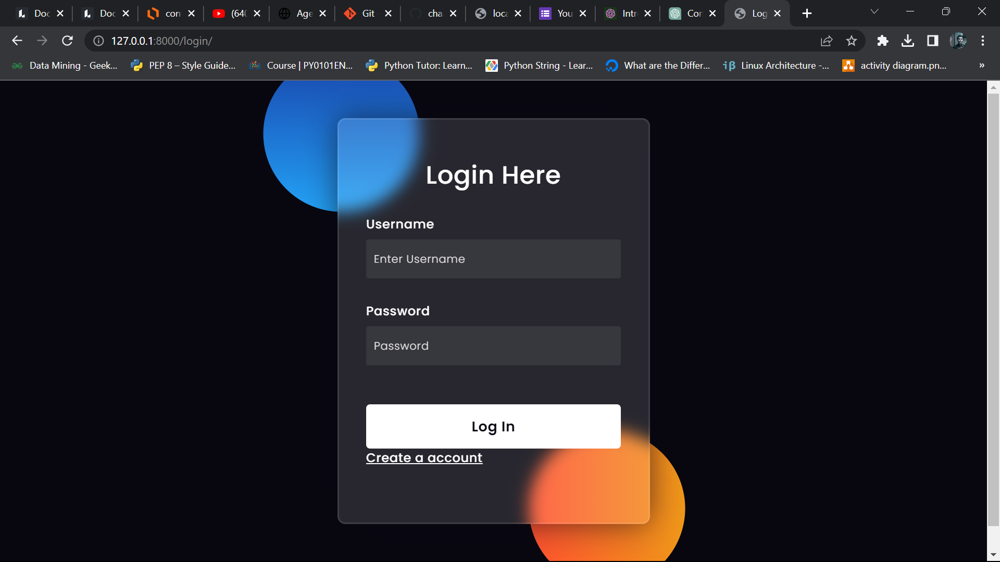 Doc
Doc
con
(640
Age
Git
cha
loca
You
Intr
Con
Log
127.0.0.1:8000/login/
Data Mining - Geek...
PEP 8 – Style Guide...
Course | PY0101EN...
Python Tutor: Learn...
Python String - Lear...
What are the Differ...
Linux Architecture -...
activity diagram.pn...
»
Login Here
Username
Enter Username
Password
Password
Log In
Create a account